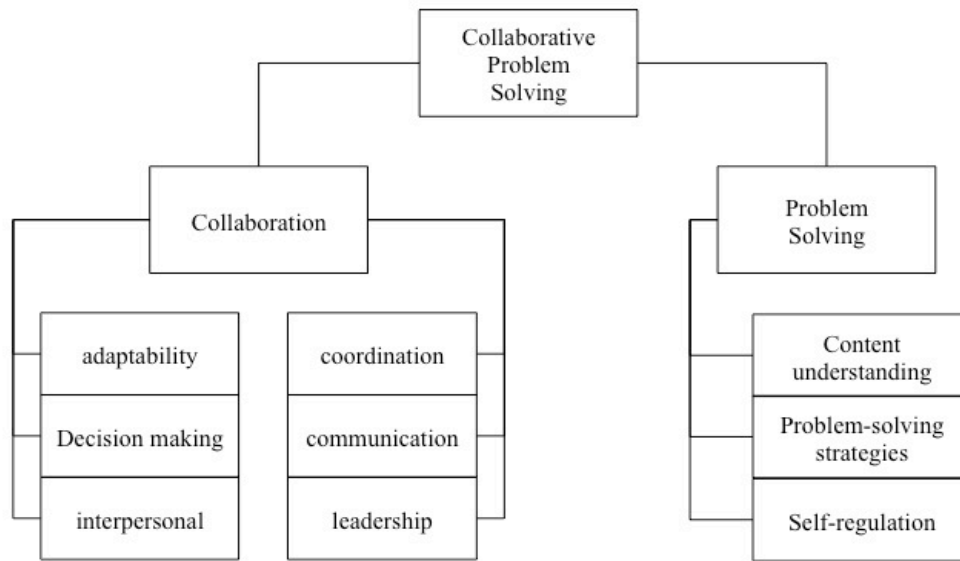 Collaborative
Problem
Solving
Collaboration
Problem
Solving
adaptability
Decision making
interpersonal
coordination
communication
leadership
Content
understanding
Problem-solving
strategies
Self-regulation